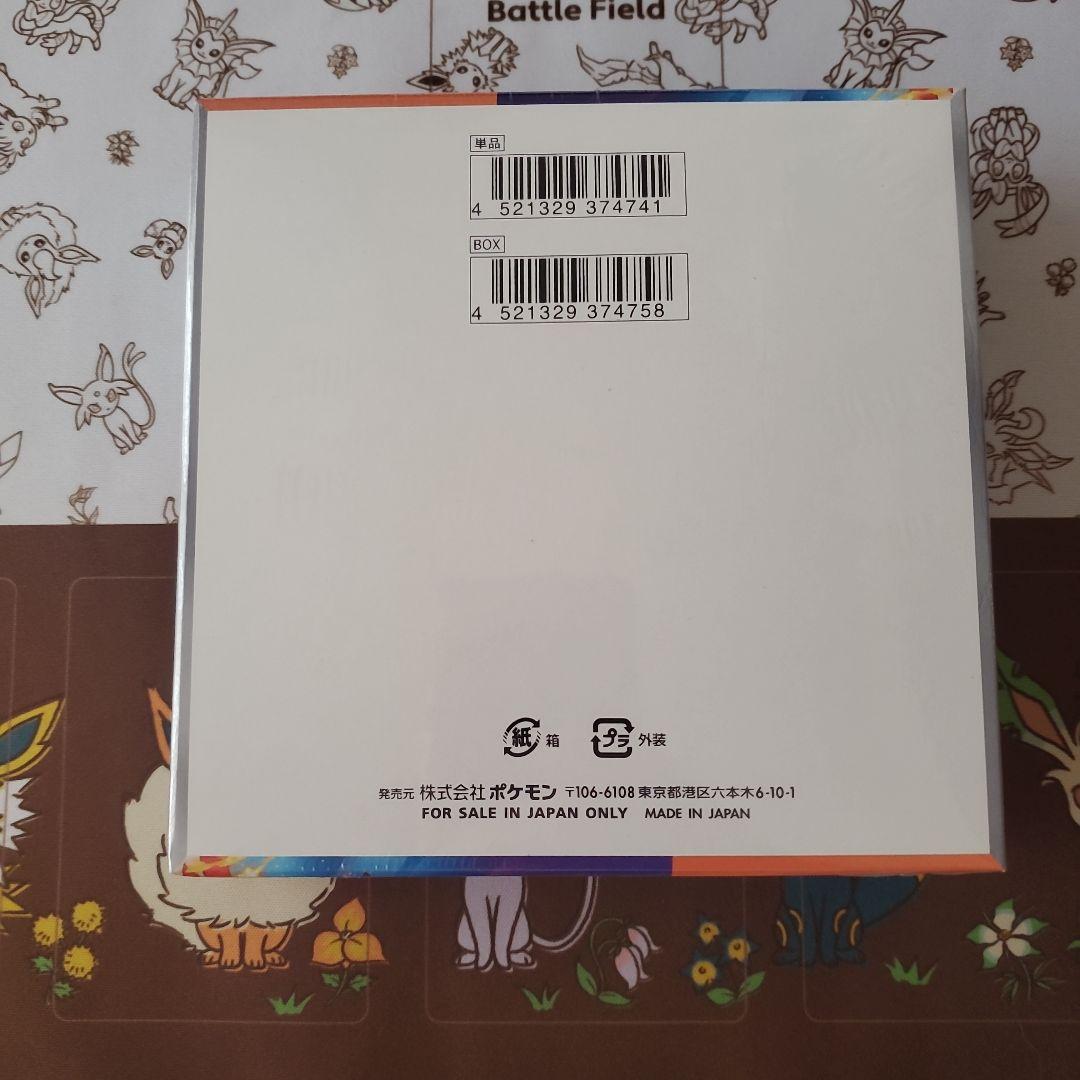 Battle Field
単品
4 521329 374741
BOX
4 521329 374758
紙 箱 プラ 外装
発売元 株式会社 ポケモン 〒106-6108 東京都港区六本木6-10-1
FOR SALE IN JAPAN ONLY MADE IN JAPAN